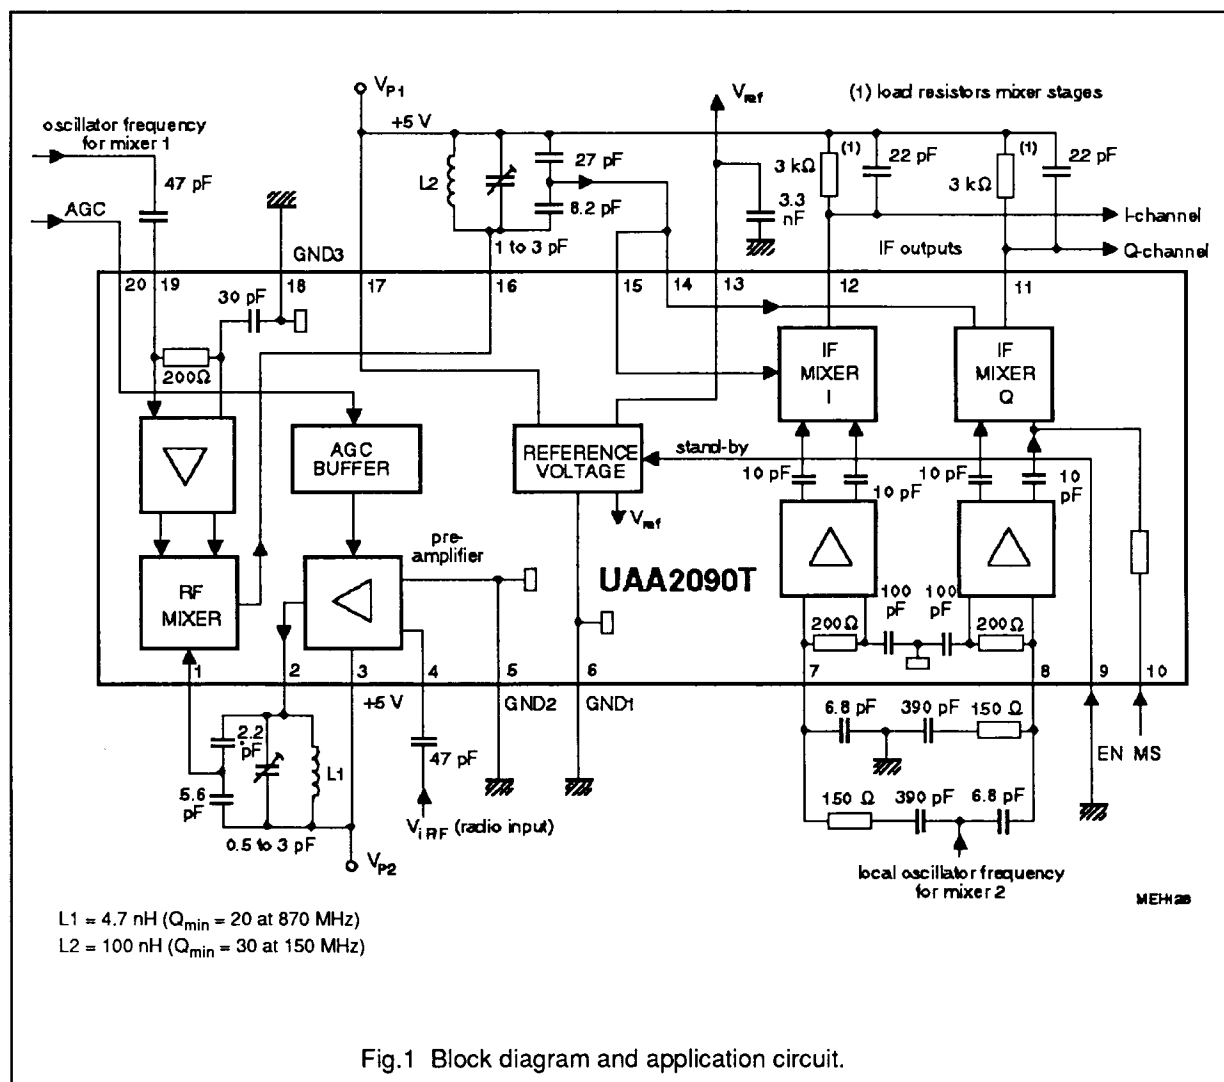 V_P1
V_ref
(1) load resistors mixer stages
oscillator frequency
for mixer 1
+5 V
47 pF
L2
27 pF
8.2 pF
1 to 3 pF
3.3
nF
3 kΩ
(1)
22 pF
3 kΩ
(1)
22 pF
AGC
I-channel
IF outputs
Q-channel
GND3
20 19 18 17 16 15 14 13 12 11
30 pF
200Ω
IF
MIXER
I
IF
MIXER
Q
AGC
BUFFER
REFERENCE
VOLTAGE
stand-by
10 pF
10 pF
10 pF
10
pF
V_ref
pre-
amplifier
UAA2090T
RF
MIXER
100
pF
100
pF
200Ω
200Ω
1 2 3 4 5 6 7 8 9 10
+5 V
GND2
GND1
2.2
pF
L1
5.6
pF
0.5 to 3 pF
47 pF
V_i RF (radio input)
V_P2
6.8 pF
390 pF
150 Ω
EN MS
150 Ω
390 pF
6.8 pF
local oscillator frequency
for mixer 2
MEH128
L1 = 4.7 nH (Q_min = 20 at 870 MHz)
L2 = 100 nH (Q_min = 30 at 150 MHz)
Fig.1 Block diagram and application circuit.